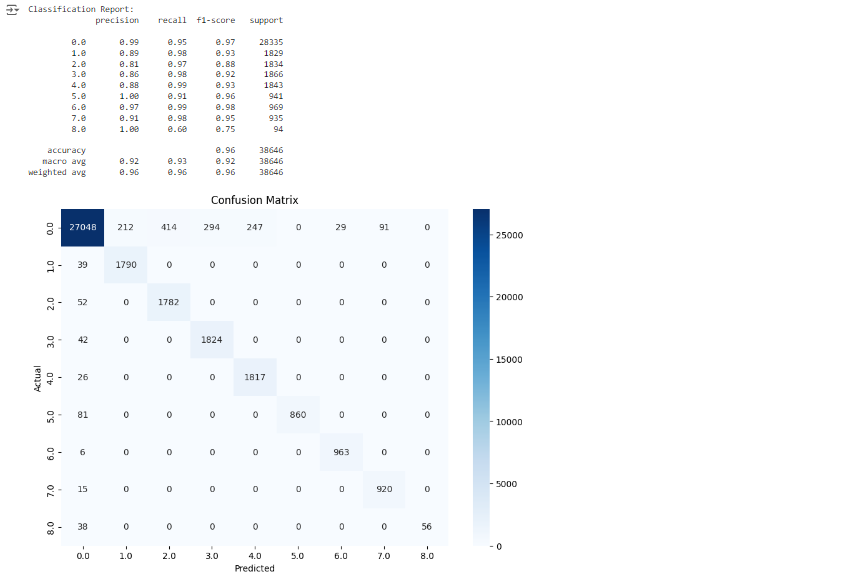 Classification Report:
precision recall f1-score support
0.0 0.99 0.95 0.97 28335
1.0 0.89 0.98 0.93 1829
2.0 0.81 0.97 0.88 1834
3.0 0.86 0.98 0.92 1866
4.0 0.88 0.99 0.93 1843
5.0 1.00 0.91 0.96 941
6.0 0.97 0.99 0.98 969
7.0 0.91 0.98 0.95 935
8.0 1.00 0.60 0.75 94
accuracy 0.96 38646
macro avg 0.92 0.93 0.92 38646
weighted avg 0.96 0.96 0.96 38646
Confusion Matrix
0.0 27048 212 414 294 247 0 29 91 0
1.0 39 1790 0 0 0 0 0 0 0
2.0 52 0 1782 0 0 0 0 0 0
3.0 42 0 0 1824 0 0 0 0 0
4.0 26 0 0 0 1817 0 0 0 0
5.0 81 0 0 0 0 860 0 0 0
6.0 6 0 0 0 0 0 963 0 0
7.0 15 0 0 0 0 0 0 920 0
8.0 38 0 0 0 0 0 0 0 56
0.0 1.0 2.0 3.0 4.0 5.0 6.0 7.0 8.0
Predicted
Actual
25000
20000
15000
10000
5000
0